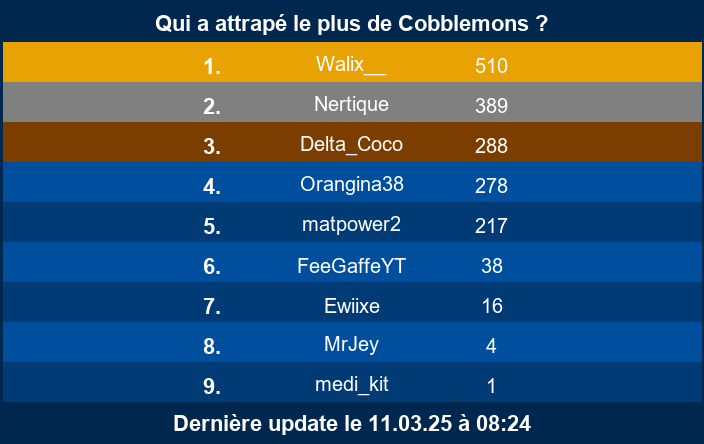 Qui a attrapé le plus de Cobblemons ?
1. Walix__ 510
2. Nertique 389
3. Delta_Coco 288
4. Orangina38 278
5. matpower2 217
6. FeeGaffeYT 38
7. Ewiixe 16
8. MrJey 4
9. medi_kit 1
Dernière update le 11.03.25 à 08:24